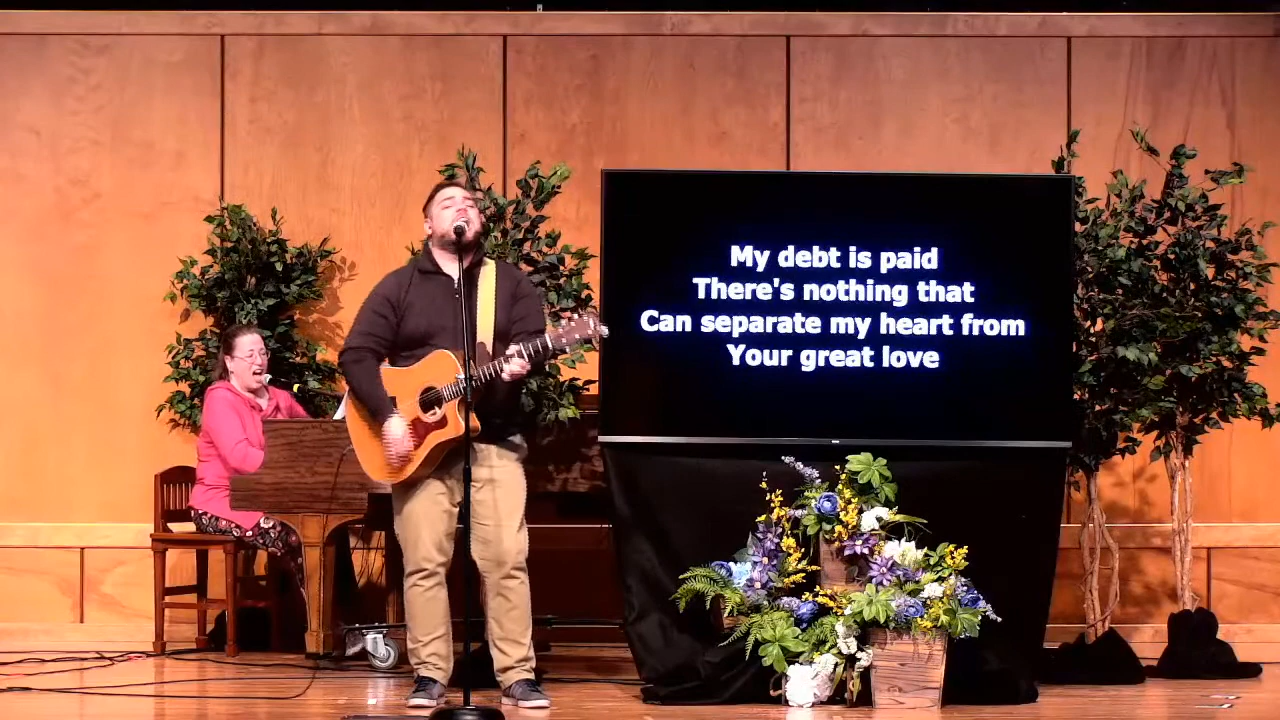 My debt is paid
There's nothing that
Can separate my heart from
Your great love